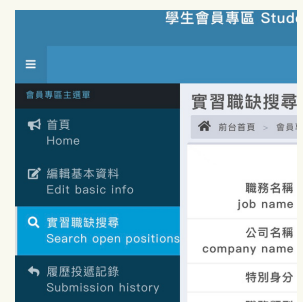 學生會員專區 Stud
會員專區主選單
首頁
Home
編輯基本資料
Edit basic info
實習職缺搜尋
Search open positions
履歷投遞記錄
Submission history
實習職缺搜尋
前台首頁 > 會員
職務名稱
job name
公司名稱
company name
特別身分